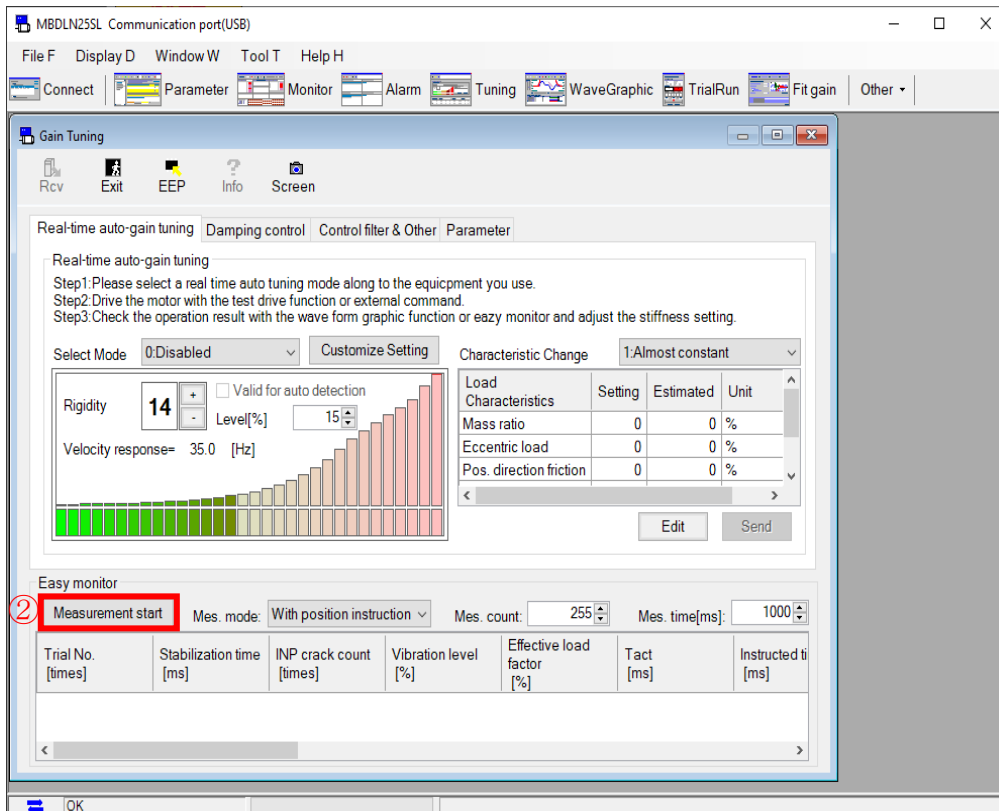 MBDLN25SL Communication port(USB)
File F Display D Window W Tool T Help H
Connect Parameter Monitor Alarm Tuning WaveGraphic TrialRun Fit gain Other
Gain Tuning
Rcv Exit EEP Info Screen
Real-time auto-gain tuning Damping control Control filter & Other Parameter
Real-time auto-gain tuning
Step1:Please select a real time auto tuning mode along to the equicpment you use.
Step2:Drive the motor with the test drive function or external command.
Step3:Check the operation result with the wave form graphic function or eazy monitor and adjust the stiffness setting.
Select Mode 0:Disabled Customize Setting Characteristic Change 1:Almost constant
Rigidity 14 + - Valid for auto detection
Level[%] 15
Velocity response= 35.0 [Hz]
Load Characteristics Setting Estimated Unit
Mass ratio 0 0 %
Eccentric load 0 0 %
Pos. direction friction 0 0 %
Edit Send
Easy monitor
② Measurement start Mes. mode: With position instruction Mes. count: 255 Mes. time[ms]: 1000
Trial No. [times] Stabilization time [ms] INP crack count [times] Vibration level [%] Effective load factor [%] Tact [ms] Instructed ti [ms]
OK